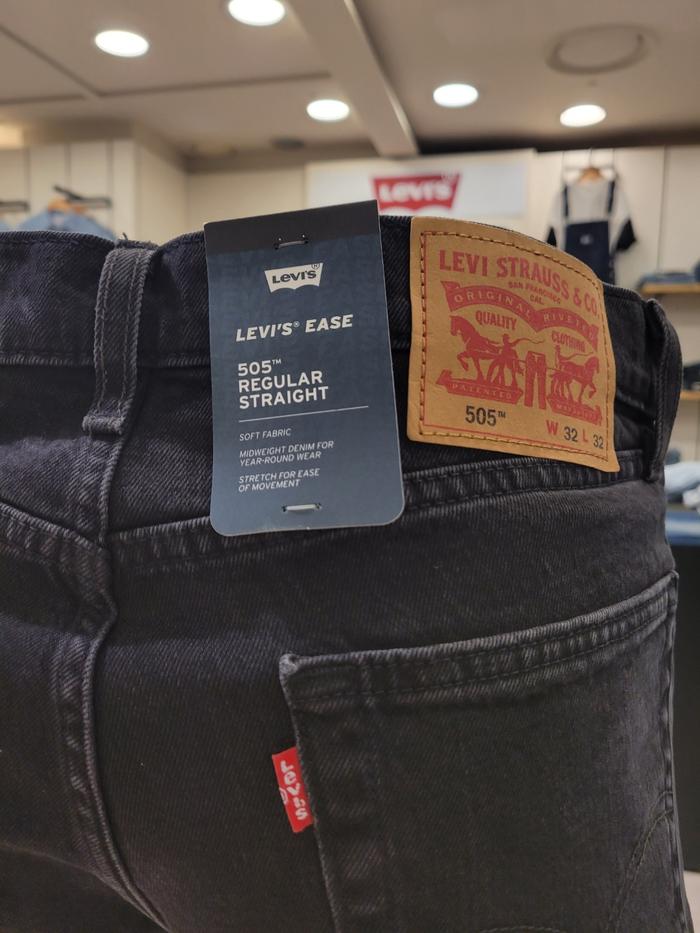 Levi's®
Levi's®
LEVI'S® EASE
505™
REGULAR
STRAIGHT
SOFT FABRIC
MIDWEIGHT DENIM FOR
YEAR-ROUND WEAR
STRETCH FOR EASE
OF MOVEMENT
LEVI STRAUSS & CO.
SAN FRANCISCO
CAL.
ORIGINAL RIVETED
QUALITY CLOTHING
PATENTED
505™
W 32 L 32
Levi's®